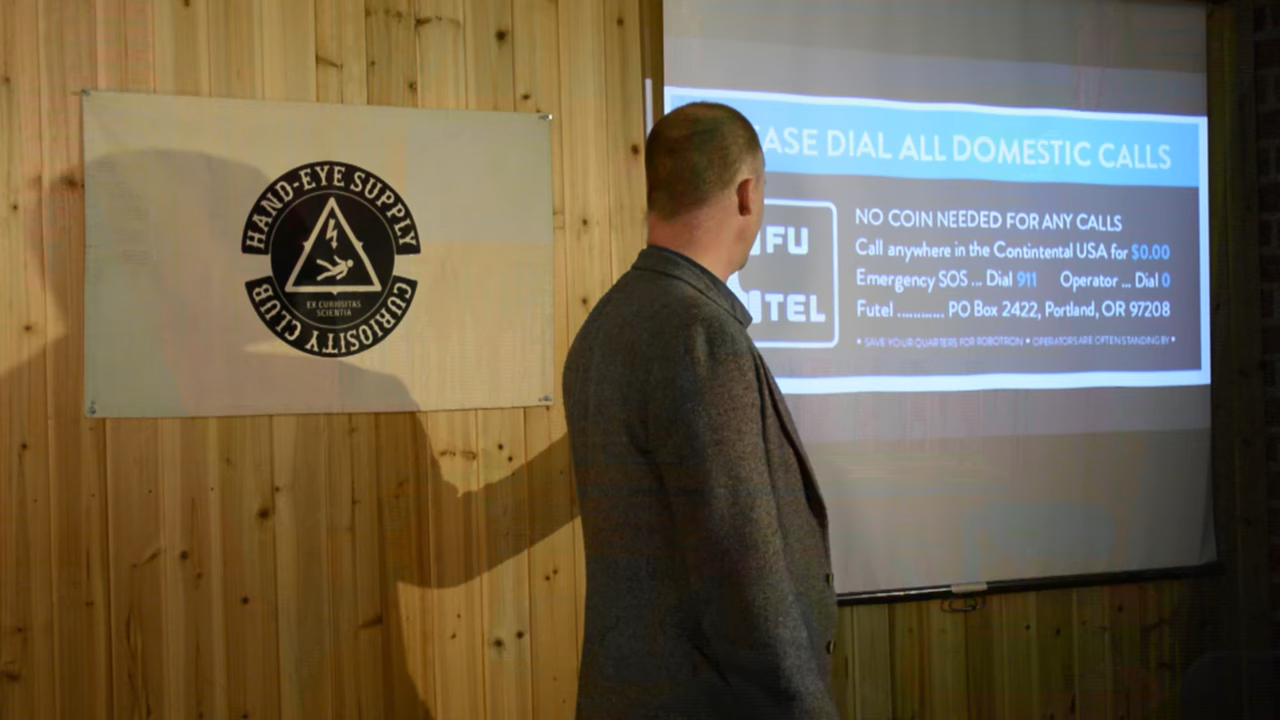 HAND-EYE SUPPLY
EX CURIOSITAS
SCIENTIA
CURIOSITY CLUB
ASE DIAL ALL DOMESTIC CALLS
FU
TEL
NO COIN NEEDED FOR ANY CALLS
Call anywhere in the Contintental USA for $0.00
Emergency SOS ... Dial 911 Operator ... Dial 0
Futel ........... PO Box 2422, Portland, OR 97208
• SAVE YOUR QUARTERS FOR ROBOTRON • OPERATORS ARE OFTEN STANDING BY •